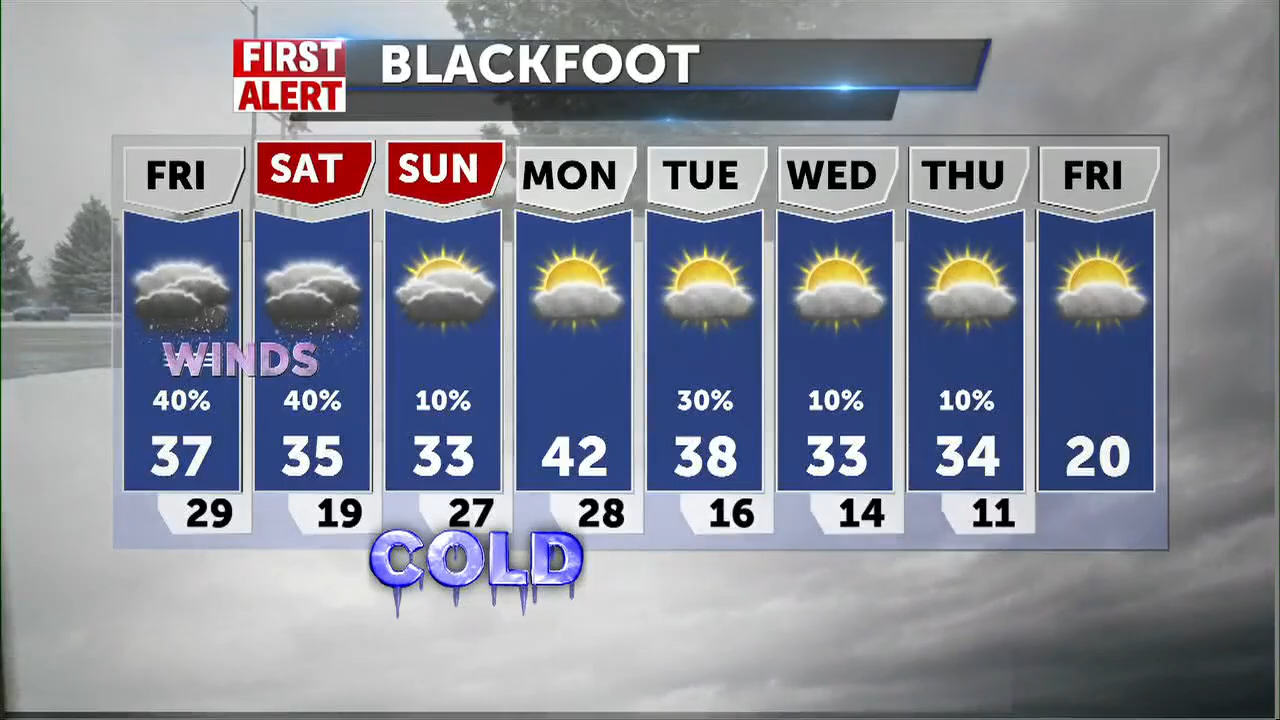 FIRST
ALERT
BLACKFOOT
FRI SAT SUN MON TUE WED THU FRI
WINDS
40% 40% 10% 30% 10% 10%
37 35 33 42 38 33 34 20
29 19 27 28 16 14 11
COLD